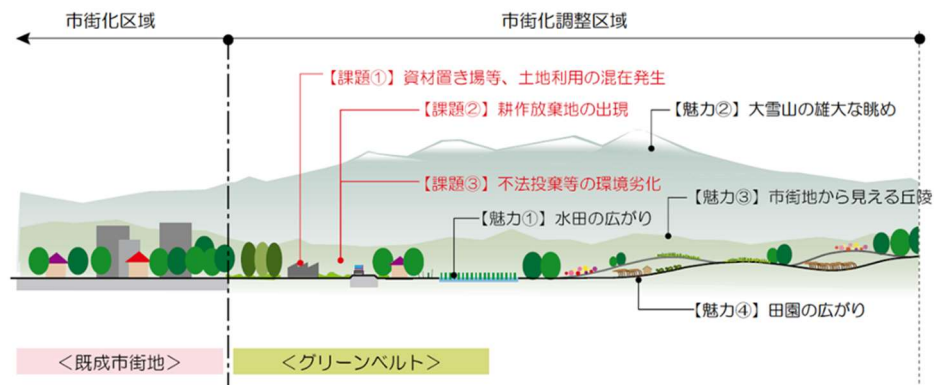 市街化区域
市街化調整区域
【課題①】資材置き場等、土地利用の混在発生
【課題②】耕作放棄地の出現
【魅力②】大雪山の雄大な眺め
【課題③】不法投棄等の環境劣化
【魅力③】市街地から見える丘陵
【魅力①】水田の広がり
【魅力④】田園の広がり
＜既成市街地＞
＜グリーンベルト＞